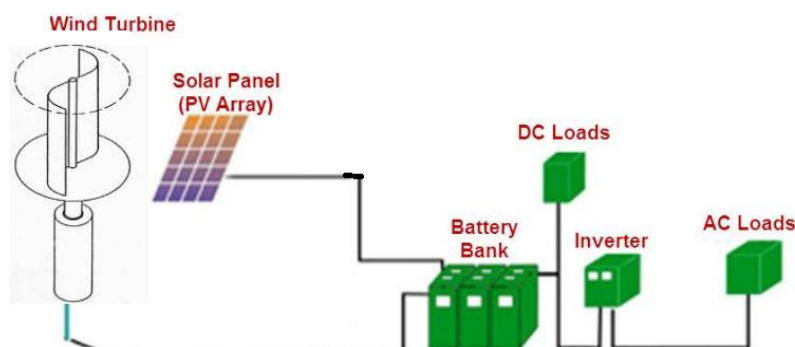 Wind Turbine
Solar Panel
(PV Array)
DC Loads
Battery
Bank
Inverter
AC Loads